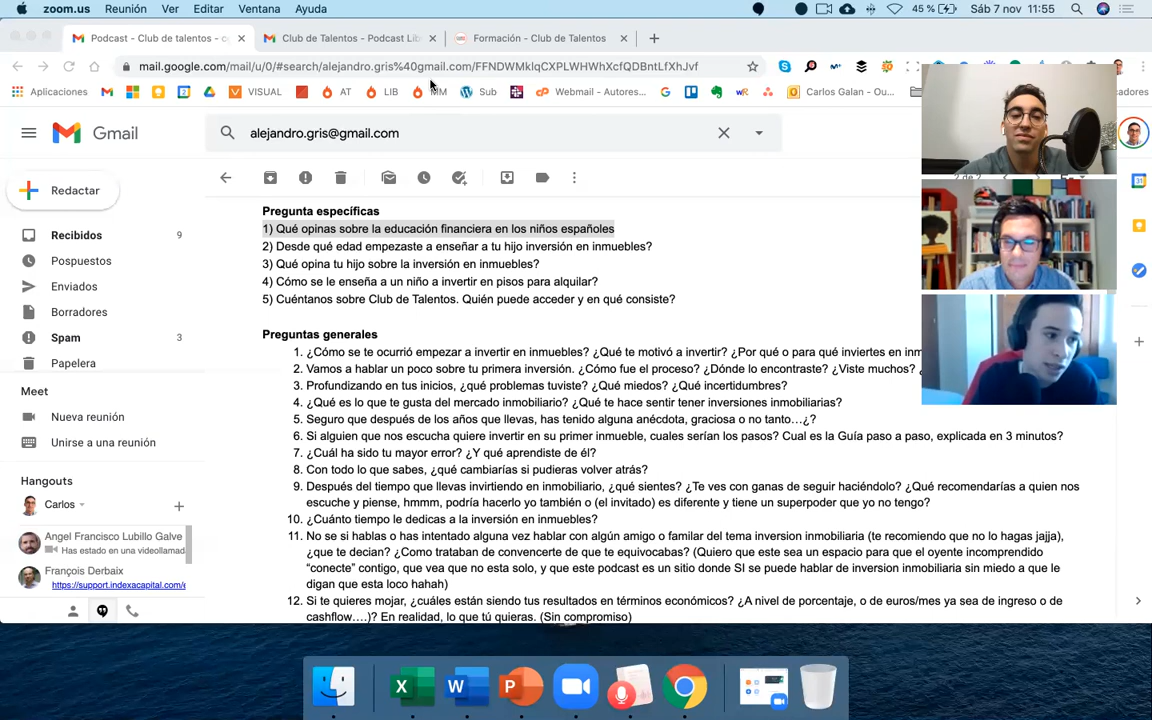 zoom.us Reunión Ver Editar Ventana Ayuda 45 % Sáb 7 nov 11:55
Podcast - Club de talentos - c
Club de Talentos - Podcast Lib
Formación - Club de Talentos
mail.google.com/mail/u/0/#search/alejandro.gris%40gmail.com/FFNDWMkIqCXPLWHWhXcfQDBntLfXhJvf
Aplicaciones VISUAL AT LIB MM Sub Webmail - Autores... Carlos Galan - Ou...
Gmail
alejandro.gris@gmail.com
Redactar
Recibidos 9
Pospuestos
Enviados
Borradores
Spam 3
Papelera
Meet
Nueva reunión
Unirse a una reunión
Hangouts
Carlos
Angel Francisco Lubillo Galve
Has estado en una videollamad
François Derbaix
https://support.indexacapital.com/e
Pregunta específicas
1) Qué opinas sobre la educación financiera en los niños españoles
2) Desde qué edad empezaste a enseñar a tu hijo inversión en inmuebles?
3) Qué opina tu hijo sobre la inversión en inmuebles?
4) Cómo se le enseña a un niño a invertir en pisos para alquilar?
5) Cuéntanos sobre Club de Talentos. Quién puede acceder y en qué consiste?
Preguntas generales
1. ¿Cómo se te ocurrió empezar a invertir en inmuebles? ¿Qué te motivó a invertir? ¿Por qué o para qué inviertes en inm
2. Vamos a hablar un poco sobre tu primera inversión. ¿Cómo fue el proceso? ¿Dónde lo encontraste? ¿Viste muchos?
3. Profundizando en tus inicios, ¿qué problemas tuviste? ¿Qué miedos? ¿Qué incertidumbres?
4. ¿Qué es lo que te gusta del mercado inmobiliario? ¿Qué te hace sentir tener inversiones inmobiliarias?
5. Seguro que después de los años que llevas, has tenido alguna anécdota, graciosa o no tanto…¿?
6. Si alguien que nos escucha quiere invertir en su primer inmueble, cuales serían los pasos? Cual es la Guía paso a paso, explicada en 3 minutos?
7. ¿Cuál ha sido tu mayor error? ¿Y qué aprendiste de él?
8. Con todo lo que sabes, ¿qué cambiarías si pudieras volver atrás?
9. Después del tiempo que llevas invirtiendo en inmobiliario, ¿qué sientes? ¿Te ves con ganas de seguir haciéndolo? ¿Qué recomendarías a quien nos
escuche y piense, hmmm, podría hacerlo yo también o (el invitado) es diferente y tiene un superpoder que yo no tengo?
10. ¿Cuánto tiempo le dedicas a la inversión en inmuebles?
11. No se si hablas o has intentado alguna vez hablar con algún amigo o familar del tema inversion inmobiliaria (te recomiendo que no lo hagas jajja),
¿que te decian? ¿Como trataban de convencerte de que te equivocabas? (Quiero que este sea un espacio para que el oyente incomprendido
“conecte” contigo, que vea que no esta solo, y que este podcast es un sitio donde SI se puede hablar de inversion inmobiliaria sin miedo a que le
digan que esta loco hahah)
12. Si te quieres mojar, ¿cuáles están siendo tus resultados en términos económicos? ¿A nivel de porcentaje, o de euros/mes ya sea de ingreso o de
cashflow….)? En realidad, lo que tú quieras. (Sin compromiso)